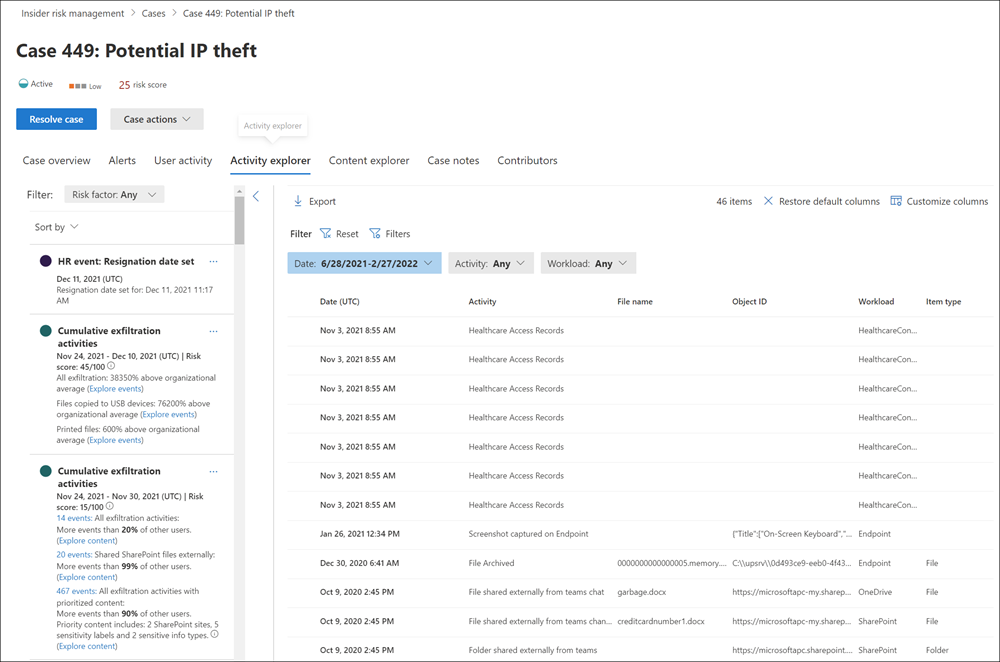 Insider risk management > Cases > Case 449: Potential IP theft
Case 449: Potential IP theft
Active Low 25 risk score
Resolve case Case actions
Activity explorer
Case overview Alerts User activity Activity explorer Content explorer Case notes Contributors
Filter: Risk factor: Any
Sort by
HR event: Resignation date set ...
Dec 11, 2021 (UTC)
Resignation date set for: Dec 11, 2021 11:17
AM
Cumulative exfiltration ...
activities
Nov 24, 2021 - Dec 10, 2021 (UTC) | Risk
score: 45/100
All exfiltration: 38350% above organizational
average (Explore events)
Files copied to USB devices: 76200% above
organizational average (Explore events)
Printed files: 600% above organizational
average (Explore events)
Cumulative exfiltration ...
activities
Nov 24, 2021 - Nov 30, 2021 (UTC) | Risk
score: 15/100
14 events: All exfiltration activities:
More events than 20% of other users.
(Explore content)
20 events: Shared SharePoint files externally:
More events than 99% of other users.
(Explore content)
467 events: All exfiltration activities with
prioritized content:
More events than 90% of other users.
Priority content includes: 2 SharePoint sites, 5
sensitivity labels and 2 sensitive info types.
(Explore content)
Export 46 items Restore default columns Customize columns
Filter Reset Filters
Date: 6/28/2021-2/27/2022 Activity: Any Workload: Any
Date (UTC) Activity File name Object ID Workload Item type
Nov 3, 2021 8:55 AM Healthcare Access Records HealthcareCon...
Nov 3, 2021 8:55 AM Healthcare Access Records HealthcareCon...
Nov 3, 2021 8:55 AM Healthcare Access Records HealthcareCon...
Nov 3, 2021 8:55 AM Healthcare Access Records HealthcareCon...
Nov 3, 2021 8:55 AM Healthcare Access Records HealthcareCon...
Nov 3, 2021 8:55 AM Healthcare Access Records HealthcareCon...
Nov 3, 2021 8:55 AM Healthcare Access Records HealthcareCon...
Jan 26, 2021 12:34 PM Screenshot captured on Endpoint {"Title":["On-Screen Keyboard","... Endpoint
Dec 30, 2020 6:41 AM File Archived 0000000000000005.memory.... C:\\upsrv\\0d493ce9-eeb0-4f43... Endpoint File
Oct 9, 2020 2:45 PM File shared externally from teams chat garbage.docx https://microsoftapc-my.sharep... OneDrive File
Oct 9, 2020 2:45 PM File shared externally from teams chan... creditcardnumber1.docx https://microsoftapc-my.sharep... SharePoint File
Oct 9, 2020 2:45 PM Folder shared externally from teams https://microsoftapc.sharepoint.... SharePoint Folder